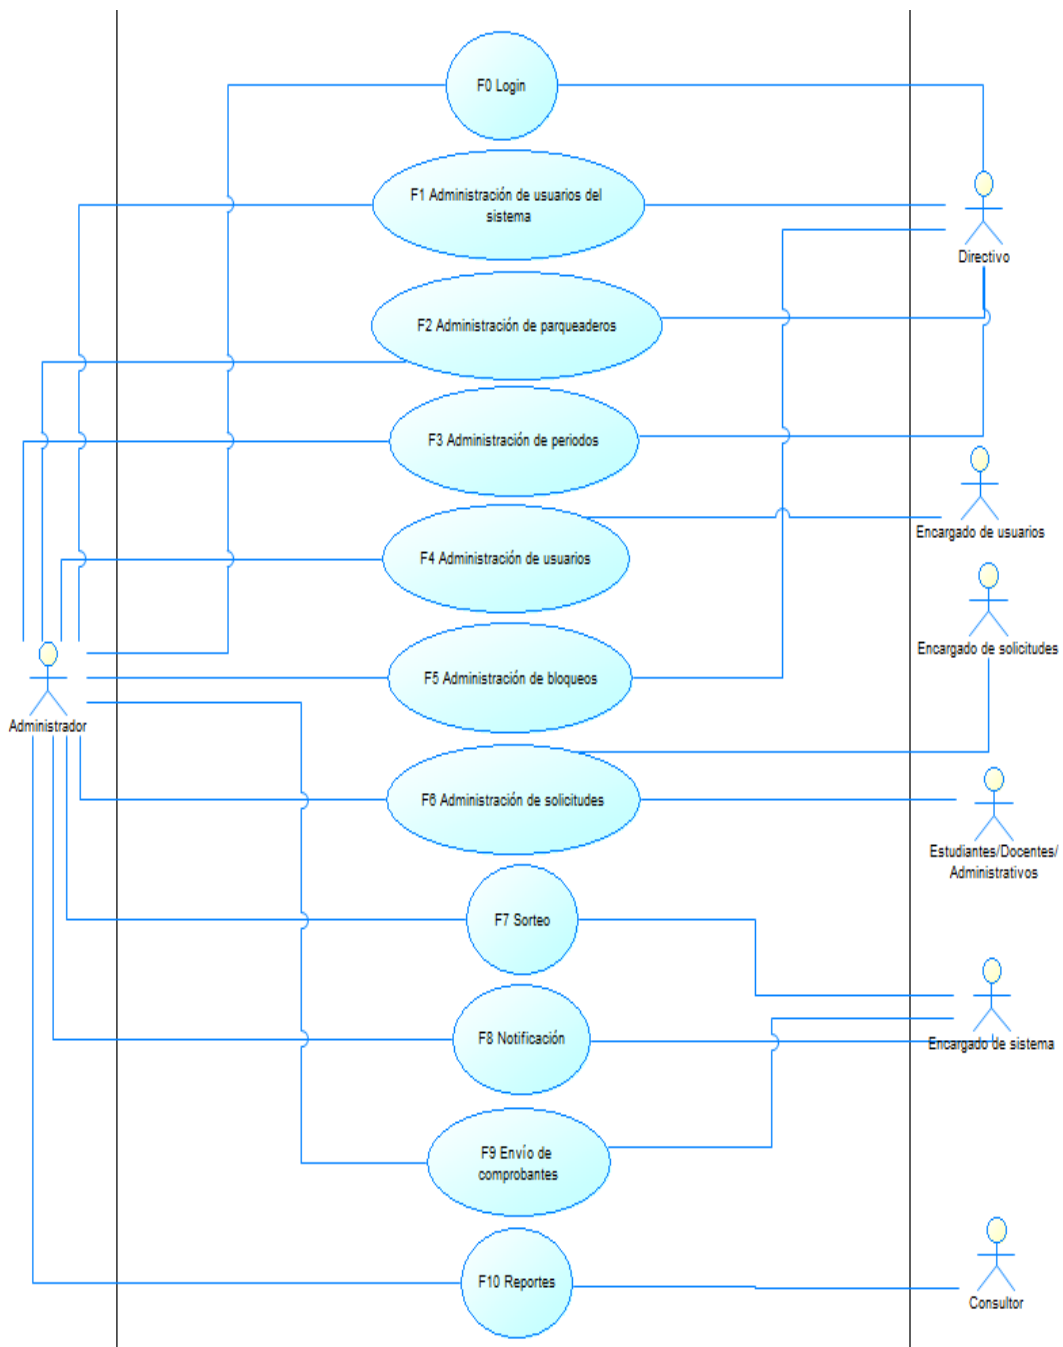 F0 Login
F1 Administración de usuarios del
sistema
Directivo
F2 Administración de parqueaderos
F3 Administración de periodos
Encargado de usuarios
F4 Administración de usuarios
Encargado de solicitudes
F5 Administración de bloqueos
Administrador
F6 Administración de solicitudes
Estudiantes/Docentes/
Administrativos
F7 Sorteo
F8 Notificación
Encargado de sistema
F9 Envío de
comprobantes
F10 Reportes
Consultor